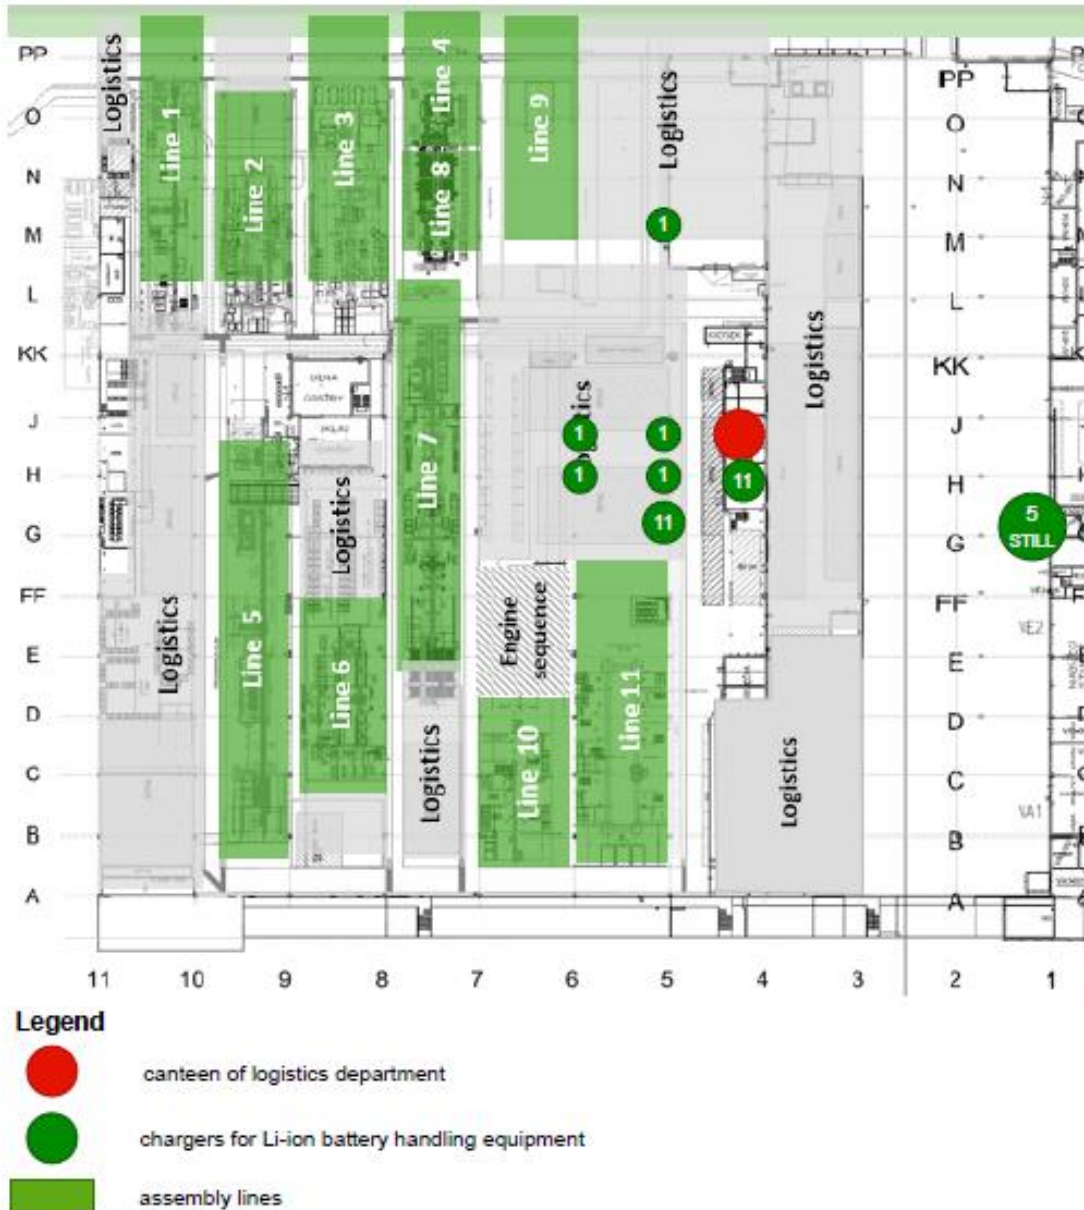 PP
O
N
M
L
KK
J
H
G
FF
E
D
C
B
A
Logistics
Line 1
Line 2
Line 3
Line 4
Line 8
Line 9
Logistics
1
Line 7
Logistics
1
1
1
1
11
11
Logistics
5
STILL
Logistics
Line 5
Logistics
Line 6
Engine
sequence
Line 11
Line 10
Logistics
Logistics
PP
O
N
M
L
KK
J
H
G
FF
E
D
C
B
A
VE2
VA1
11
10
9
8
7
6
5
4
3
2
1
Legend
canteen of logistics department
chargers for Li-ion battery handling equipment
assembly lines